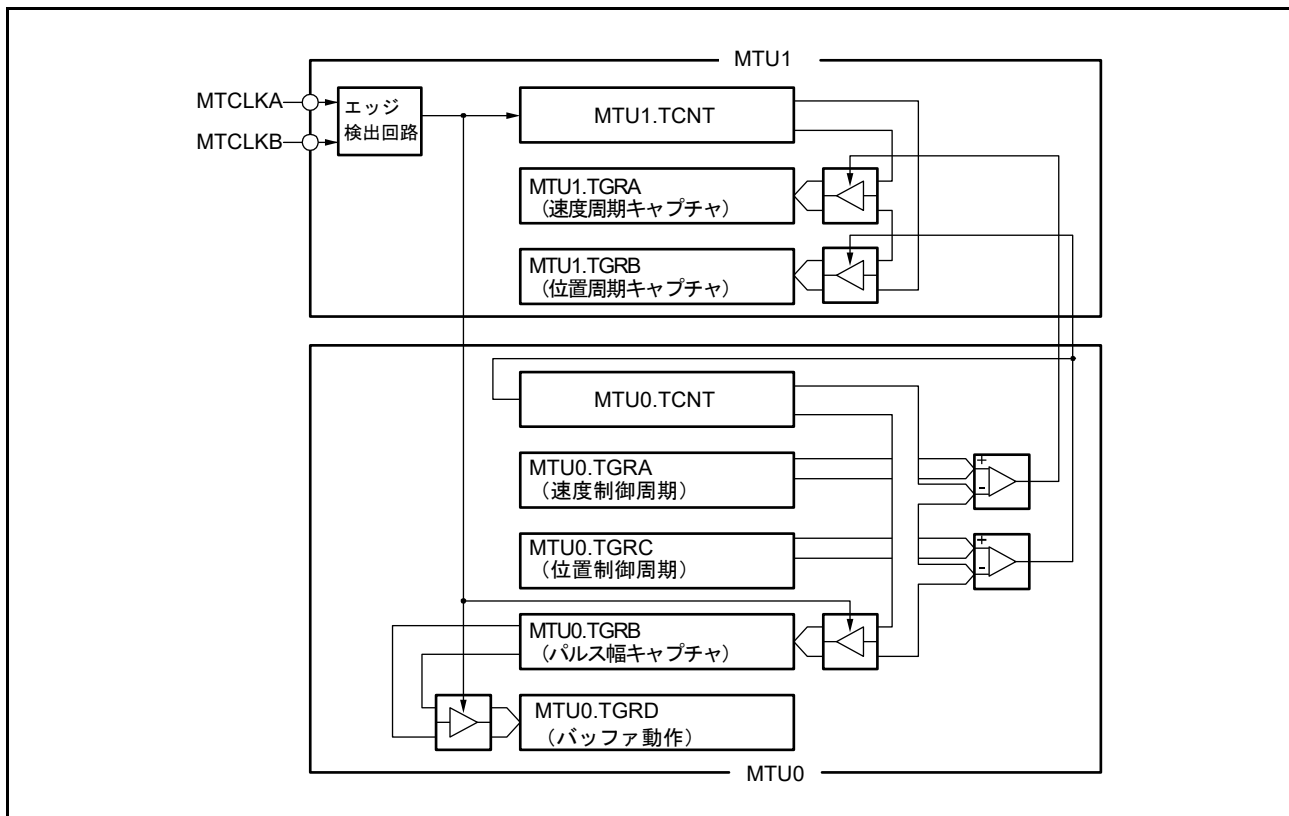 MTU1
MTCLKA
MTCLKB
エッジ
検出回路
MTU1.TCNT
MTU1.TGRA
（速度周期キャプチャ）
MTU1.TGRB
（位置周期キャプチャ）
MTU0.TCNT
MTU0.TGRA
（速度制御周期）
+
-
MTU0.TGRC
（位置制御周期）
+
-
MTU0.TGRB
（パルス幅キャプチャ）
MTU0.TGRD
（バッファ動作）
MTU0